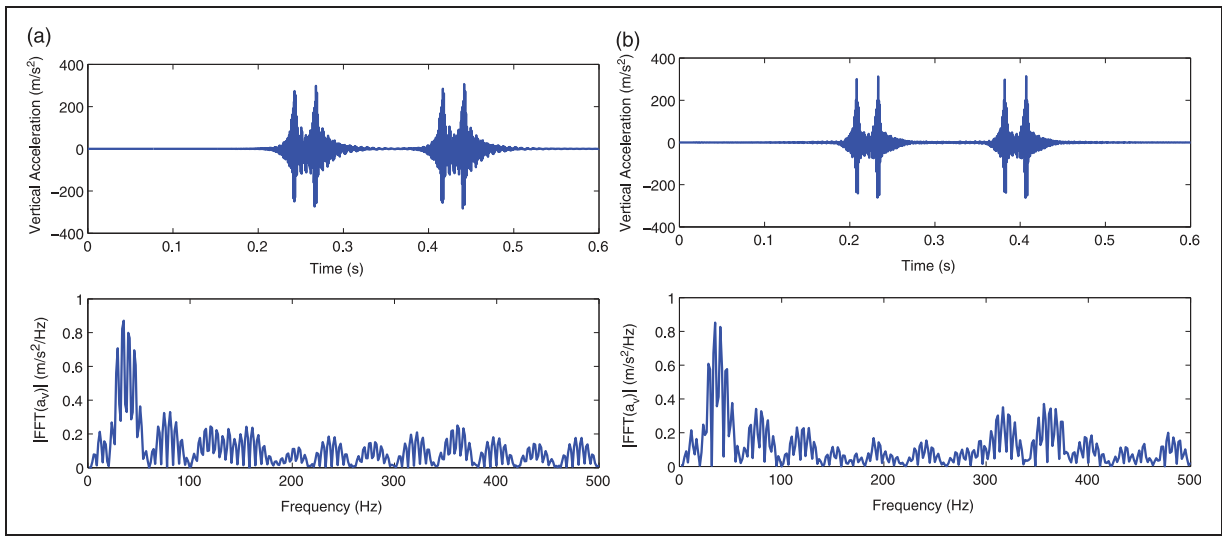 (a)
400
200
0
−200
−400
Vertical Acceleration (m/s²)
0 0.1 0.2 0.3 0.4 0.5 0.6
Time (s)
1
0.8
0.6
0.4
0.2
0
|FFT(aᵥ)| (m/s²/Hz)
0 100 200 300 400 500
Frequency (Hz)
(b)
400
200
0
−200
−400
Vertical Acceleration (m/s²)
0 0.1 0.2 0.3 0.4 0.5 0.6
Time (s)
1
0.8
0.6
0.4
0.2
0
|FFT(aᵥ)| (m/s²/Hz)
0 100 200 300 400 500
Frequency (Hz)